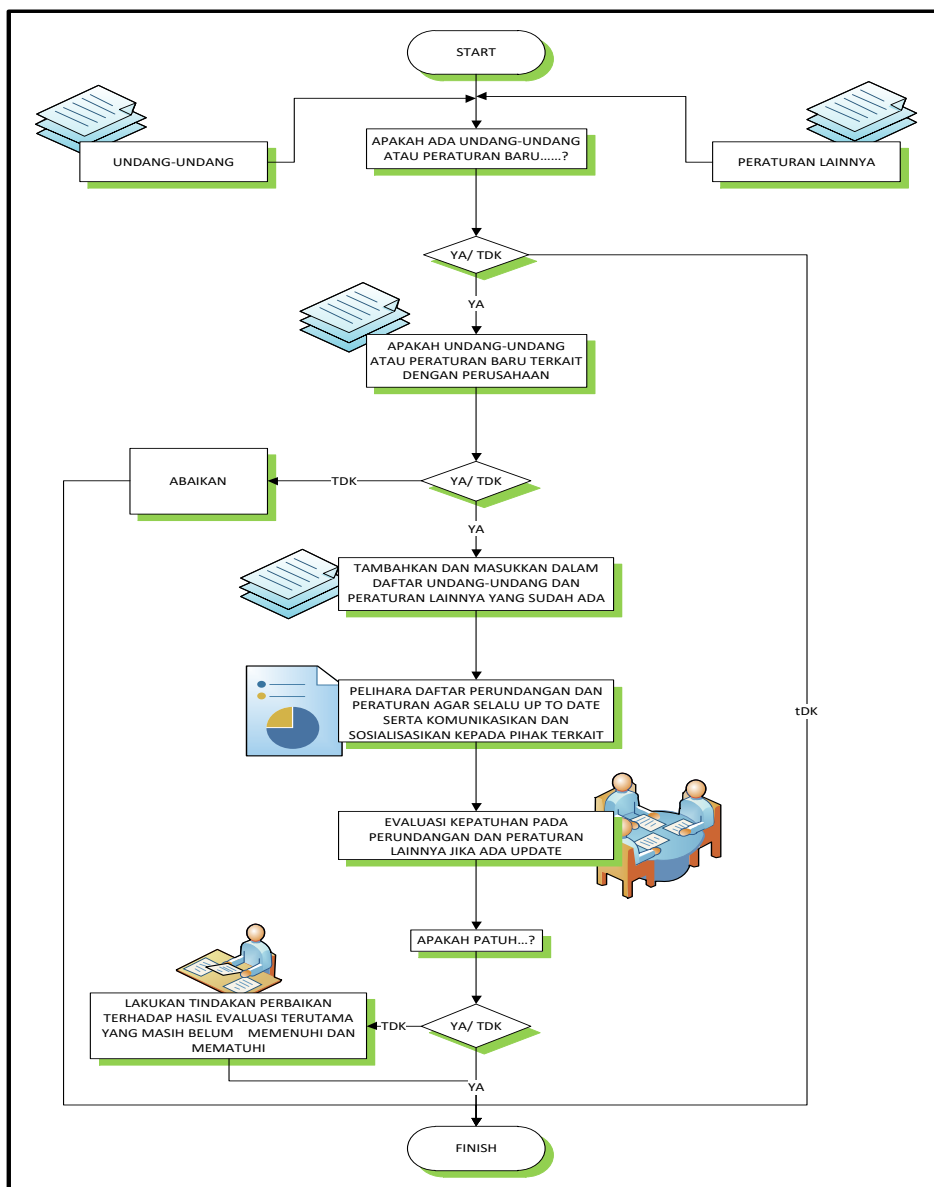 START
UNDANG-UNDANG
APAKAH ADA UNDANG-UNDANG
ATAU PERATURAN BARU......?
PERATURAN LAINNYA
YA/ TDK
YA
APAKAH UNDANG-UNDANG
ATAU PERATURAN BARU TERKAIT
DENGAN PERUSAHAAN
ABAIKAN
TDK
YA/ TDK
YA
TAMBAHKAN DAN MASUKKAN DALAM
DAFTAR UNDANG-UNDANG DAN
PERATURAN LAINNYA YANG SUDAH ADA
PELIHARA DAFTAR PERUNDANGAN DAN
PERATURAN AGAR SELALU UP TO DATE
SERTA KOMUNIKASIKAN DAN
SOSIALISASIKAN KEPADA PIHAK TERKAIT
tDK
EVALUASI KEPATUHAN PADA
PERUNDANGAN DAN PERATURAN
LAINNYA JIKA ADA UPDATE
APAKAH PATUH...?
LAKUKAN TINDAKAN PERBAIKAN
TERHADAP HASIL EVALUASI TERUTAMA
YANG MASIH BELUM MEMENUHI DAN
MEMATUHI
TDK
YA/ TDK
YA
FINISH